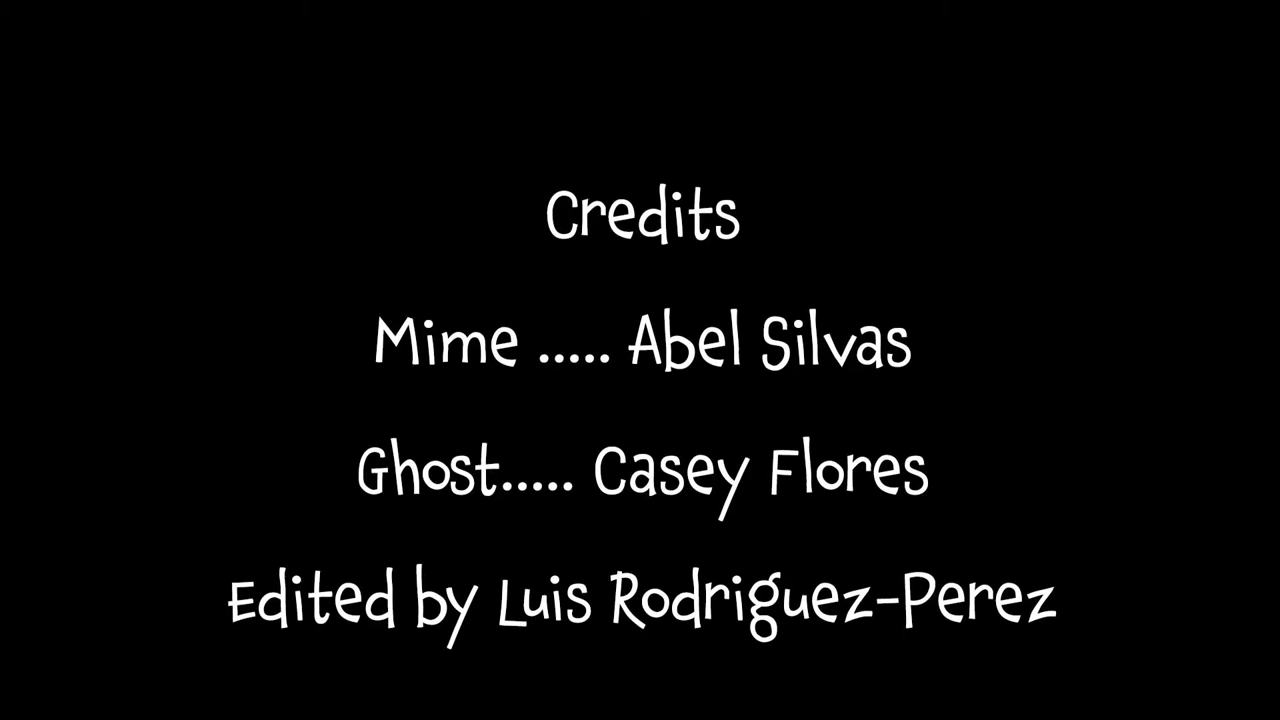 Credits
Mime ..... Abel Silvas
Ghost..... Casey Flores
Edited by Luis Rodriguez-Perez